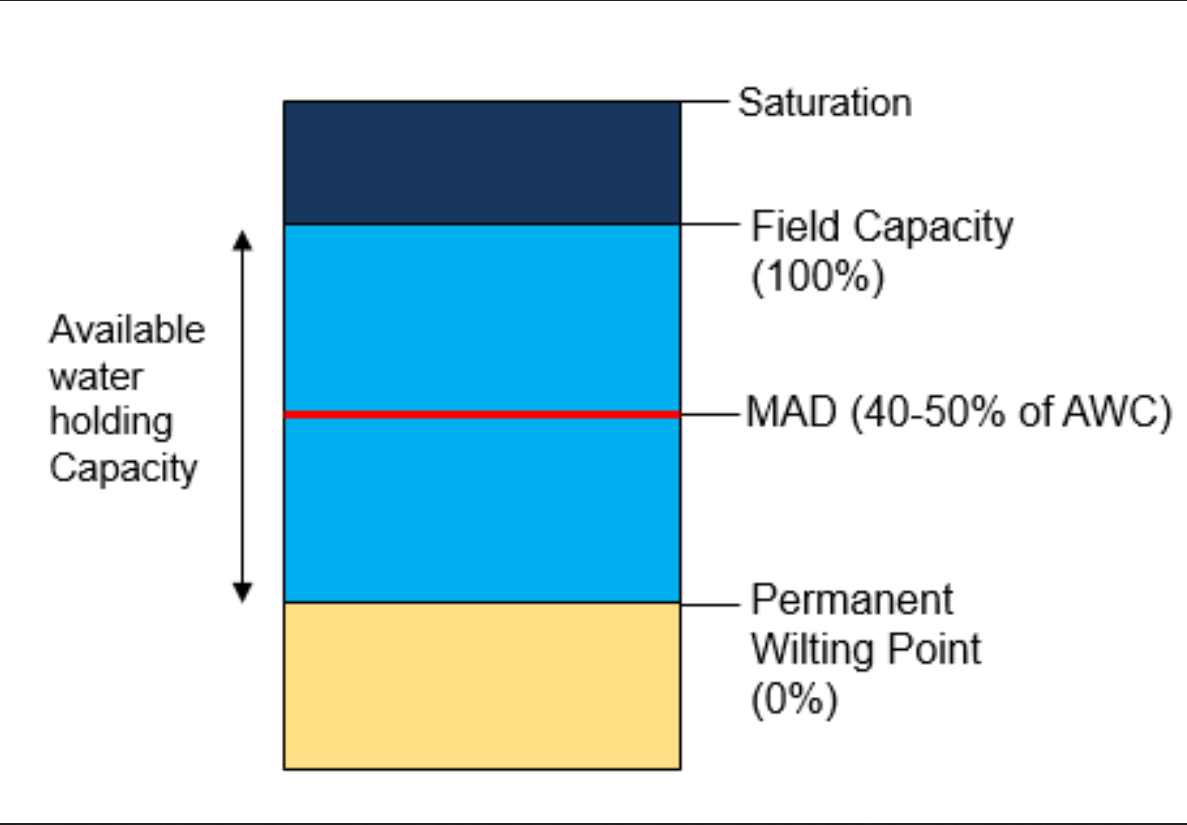 Saturation
Field Capacity
(100%)
Available
water
holding
Capacity
MAD (40-50% of AWC)
Permanent
Wilting Point
(0%)